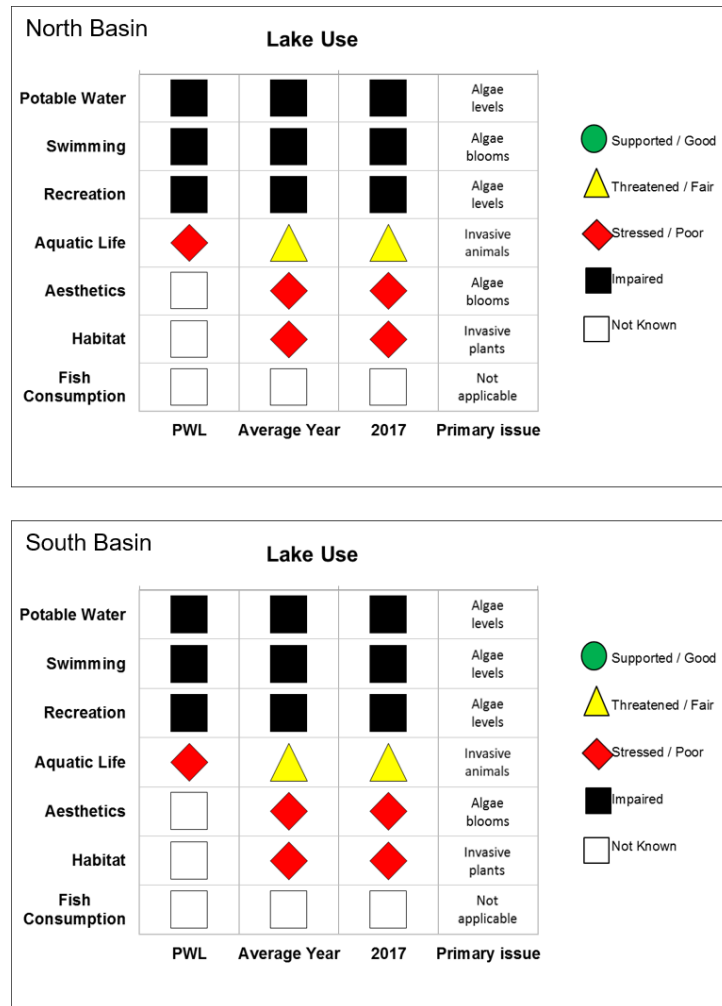 North Basin
Lake Use
Potable Water
Algae
levels
Swimming
Algae
blooms
Recreation
Algae
levels
Aquatic Life
Invasive
animals
Aesthetics
Algae
blooms
Habitat
Invasive
plants
Fish
Consumption
Not
applicable
PWL Average Year 2017 Primary issue
Supported / Good
Threatened / Fair
Stressed / Poor
Impaired
Not Known
South Basin
Lake Use
Potable Water
Algae
levels
Swimming
Algae
levels
Recreation
Algae
levels
Aquatic Life
Invasive
animals
Aesthetics
Algae
blooms
Habitat
Invasive
plants
Fish
Consumption
Not
applicable
PWL Average Year 2017 Primary issue
Supported / Good
Threatened / Fair
Stressed / Poor
Impaired
Not Known